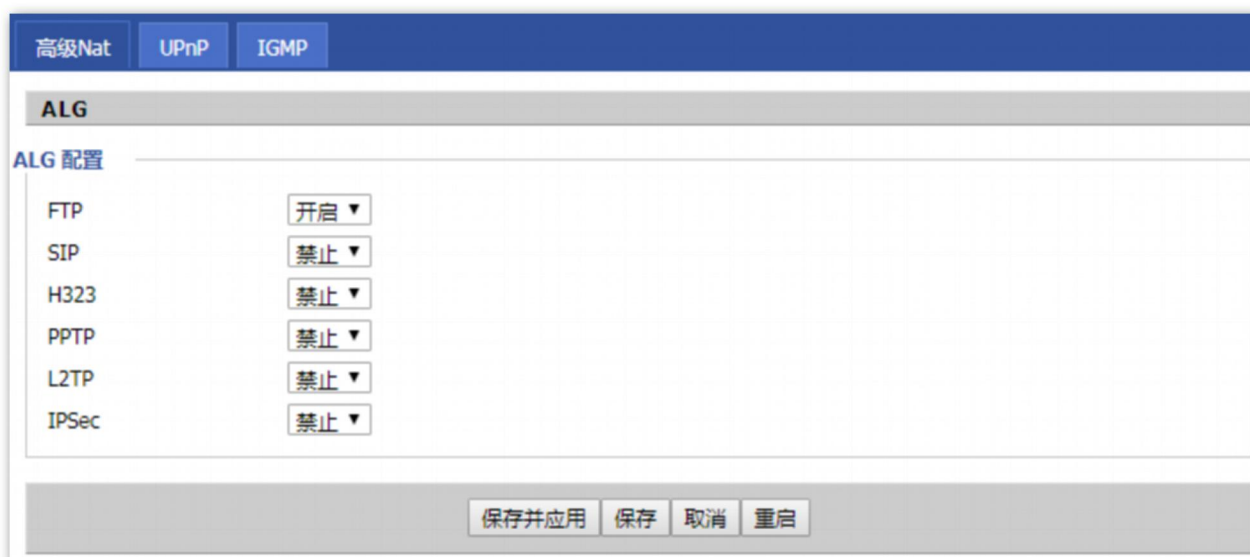 高级Nat UPnP IGMP
ALG
ALG 配置
FTP 开启
SIP 禁止
H323 禁止
PPTP 禁止
L2TP 禁止
IPSec 禁止
保存并应用 保存 取消 重启